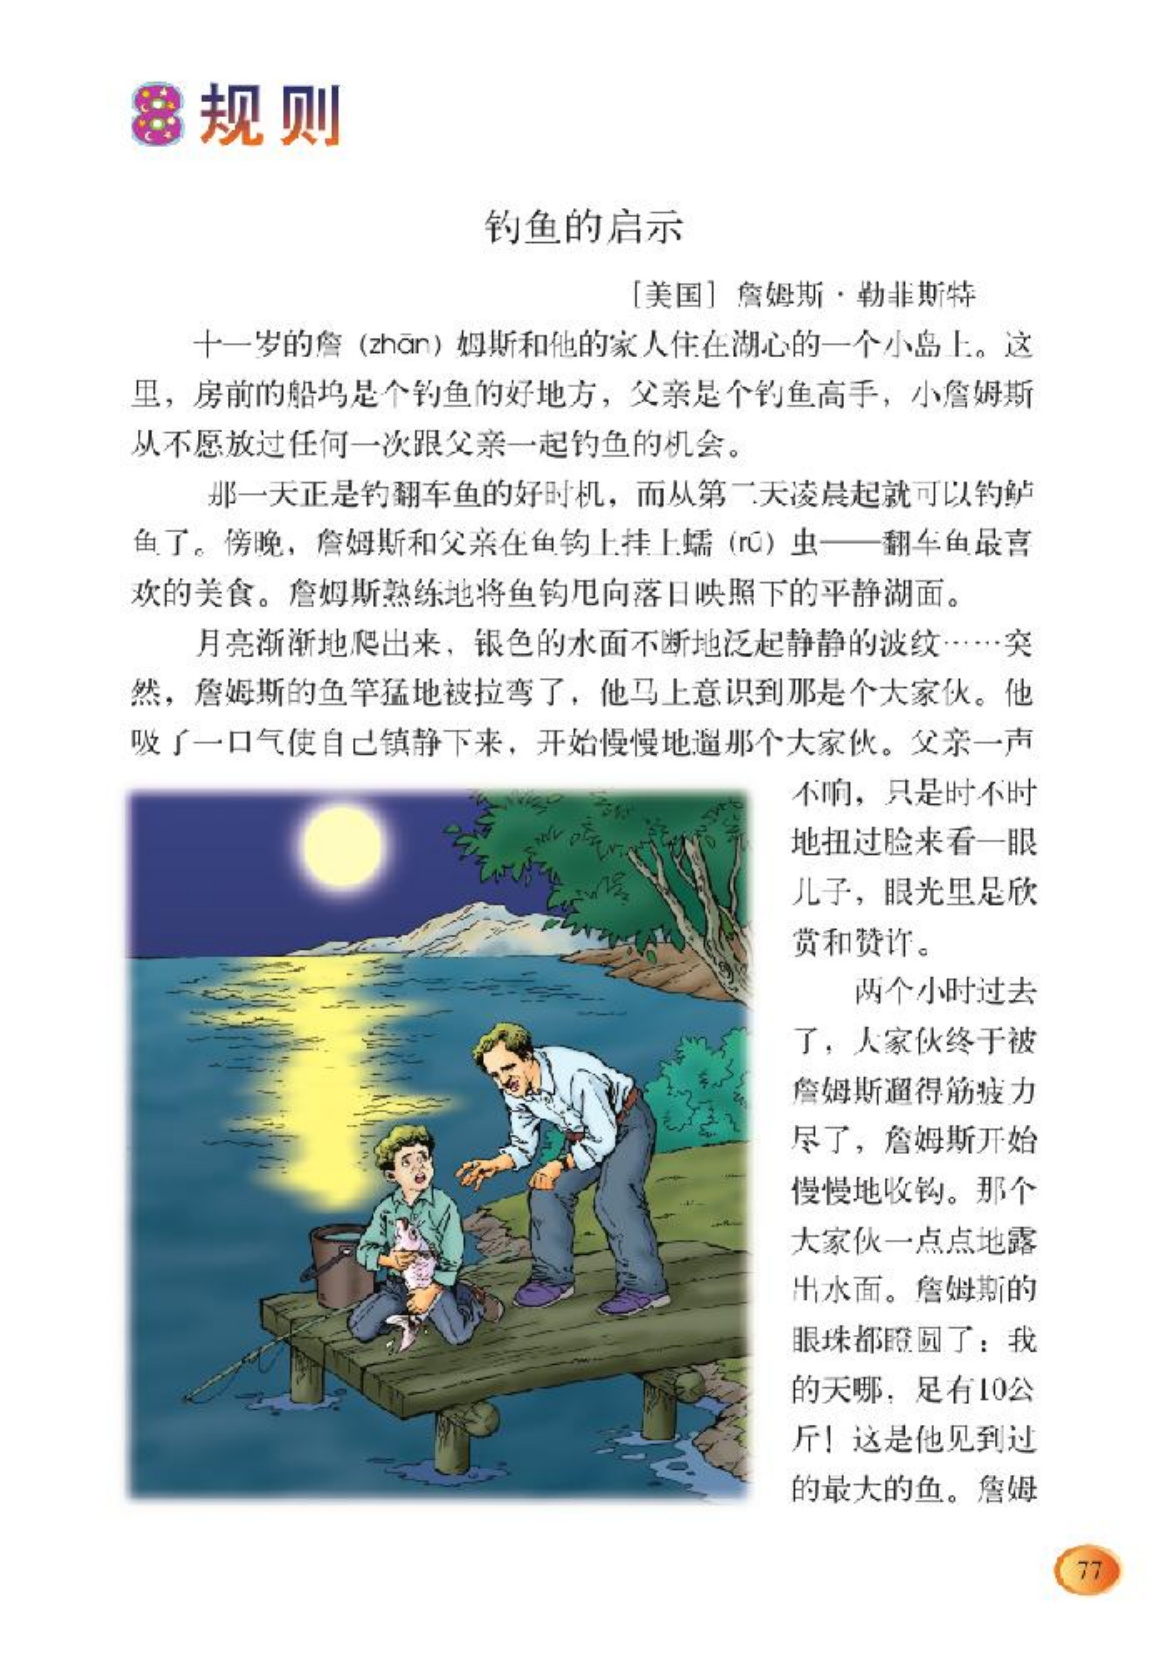 8 规则
钓鱼的启示
［美国］詹姆斯·勒菲斯特
十一岁的詹（zhān）姆斯和他的家人住在湖心的一个小岛上。这
里，房前的船坞是个钓鱼的好地方，父亲是个钓鱼高手，小詹姆斯
从不愿放过任何一次跟父亲一起钓鱼的机会。
那一天正是钓翻车鱼的好时机，而从第二天凌晨起就可以钓鲈
鱼了。傍晚，詹姆斯和父亲在鱼钩上挂上蠕（rú）虫——翻车鱼最喜
欢的美食。詹姆斯熟练地将鱼钩甩向落日映照下的平静湖面。
月亮渐渐地爬出来，银色的水面不断地泛起静静的波纹……突
然，詹姆斯的鱼竿猛地被拉弯了，他马上意识到那是个大家伙。他
吸了一口气使自己镇静下来，开始慢慢地遛那个大家伙。父亲一声
不响，只是时不时
地扭过脸来看一眼
儿子，眼光里是欣
赏和赞许。
两个小时过去
了，大家伙终于被
詹姆斯遛得筋疲力
尽了，詹姆斯开始
慢慢地收钩。那个
大家伙一点点地露
出水面。詹姆斯的
眼珠都瞪圆了：我
的天哪，足有10公
斤！这是他见到过
的最大的鱼。詹姆
77